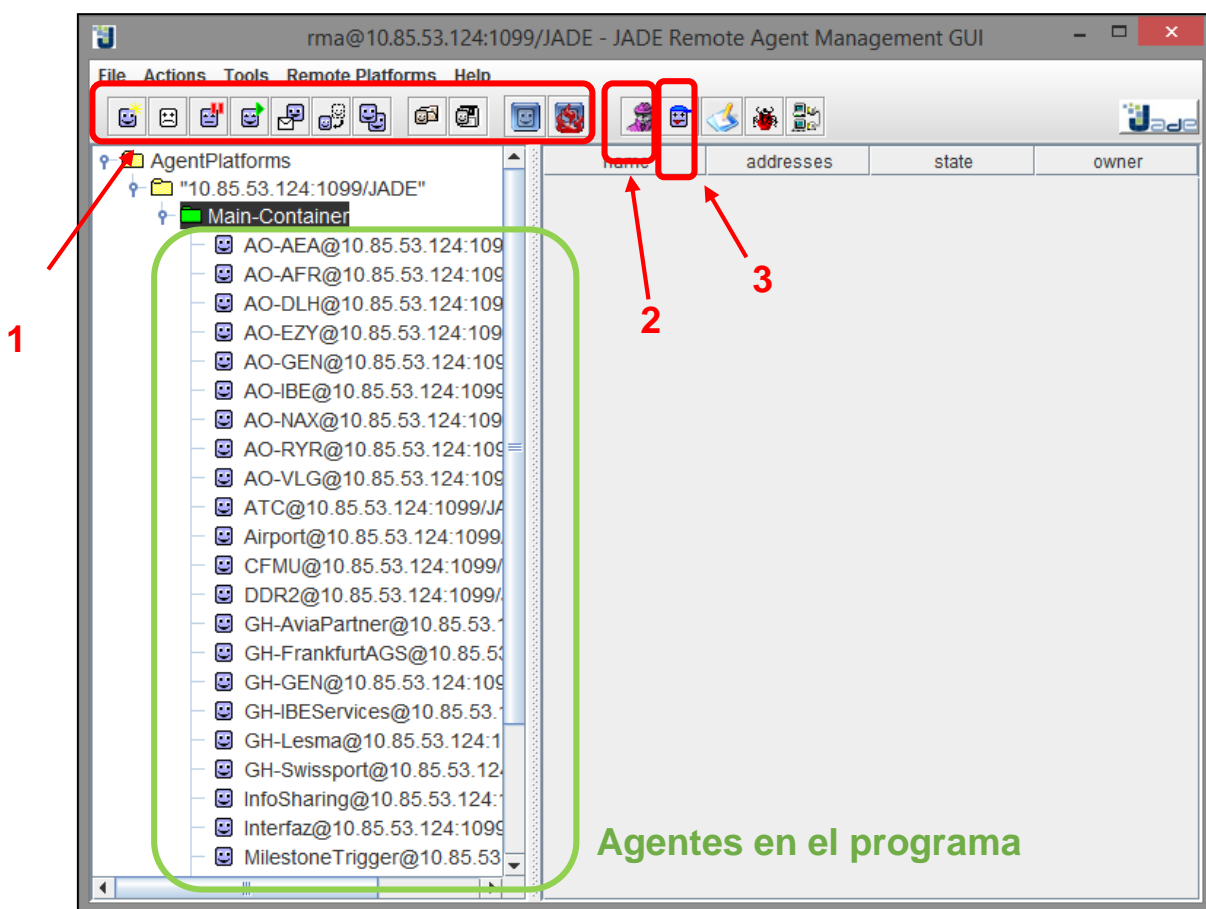 rma@10.85.53.124:1099/JADE - JADE Remote Agent Management GUI
File Actions Tools Remote Platforms Help
Jade
AgentPlatforms
name addresses state owner
"10.85.53.124:1099/JADE"
Main-Container
AO-AEA@10.85.53.124:109
AO-AFR@10.85.53.124:109
AO-DLH@10.85.53.124:109
3
AO-EZY@10.85.53.124:109
2
1
AO-GEN@10.85.53.124:109
AO-IBE@10.85.53.124:1099
AO-NAX@10.85.53.124:109
AO-RYR@10.85.53.124:109
AO-VLG@10.85.53.124:109
ATC@10.85.53.124:1099/JA
Airport@10.85.53.124:1099
CFMU@10.85.53.124:1099/
DDR2@10.85.53.124:1099/
GH-AviaPartner@10.85.53.1
GH-FrankfurtAGS@10.85.53
GH-GEN@10.85.53.124:109
GH-IBEServices@10.85.53.1
GH-Lesma@10.85.53.124:1
GH-Swissport@10.85.53.124
InfoSharing@10.85.53.124:1
Interfaz@10.85.53.124:1099
MilestoneTrigger@10.85.53
Agentes en el programa